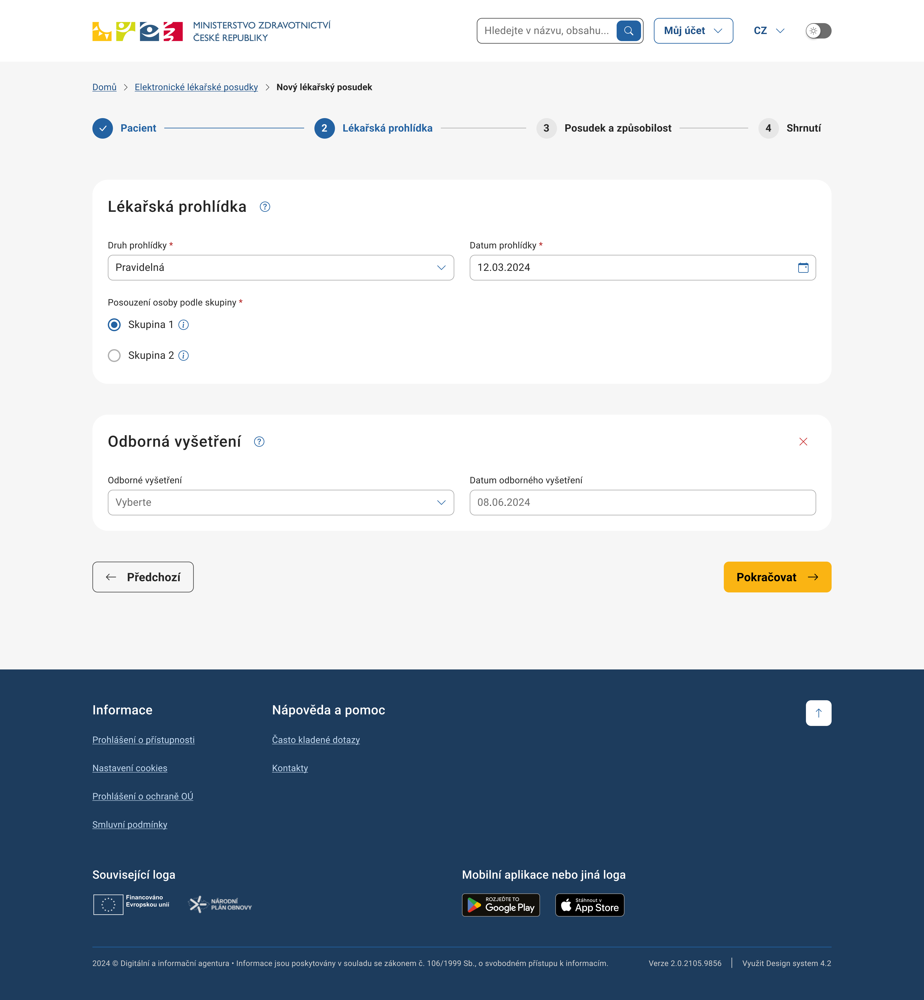 MINISTERSTVO ZDRAVOTNICTVÍ
ČESKÉ REPUBLIKY
Hledejte v názvu, obsahu...
Můj účet
CZ
Domů
Elektronické lékařské posudky
Nový lékařský posudek
Pacient
2
Lékařská prohlídka
3
Posudek a způsobilost
4
Shrnutí
Lékařská prohlídka
?
Druh prohlídky *
Datum prohlídky *
Pravidelná
12.03.2024
Posouzení osoby podle skupiny *
Skupina 1 i
Skupina 2 i
Odborná vyšetření
?
Odborné vyšetření
Datum odborného vyšetření
Vyberte
08.06.2024
Předchozí
Pokračovat
Informace
Nápověda a pomoc
Prohlášení o přístupnosti
Často kladené dotazy
Nastavení cookies
Kontakty
Prohlášení o ochraně OÚ
Smluvní podmínky
Související loga
Mobilní aplikace nebo jiná loga
Financováno
Evropskou unií
NÁRODNÍ
PLÁN OBNOVY
ROZJEĎTE TO
Google Play
Stáhnout v
App Store
2024 © Digitální a informační agentura • Informace jsou poskytovány v souladu se zákonem č. 106/1999 Sb., o svobodném přístupu k informacím.
Verze 2.0.2105.9856
Využit Design system 4.2